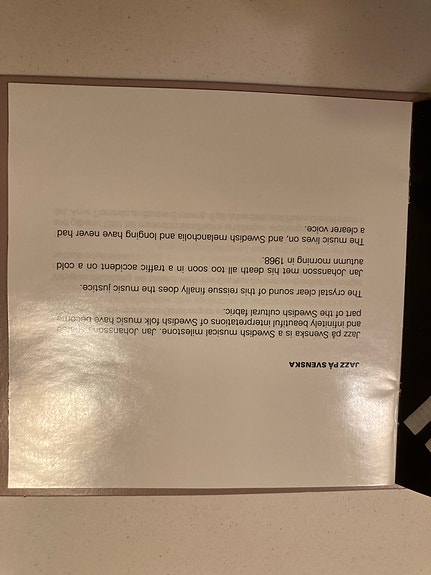 JAZZ PÅ SVENSKA
Jazz på Svenska is a Swedish musical milestone. Jan Johansson's
and infinitely beautiful interpretations of Swedish folk music have become
part of the Swedish cultural fabric.
The crystal clear sound of this reissue finally does the music justice.
Jan Johansson met his death all too soon in a traffic accident on a cold
autumn in morning in 1968.
The music lives on, and Swedish melancholia and longing have never had
a clearer voice.